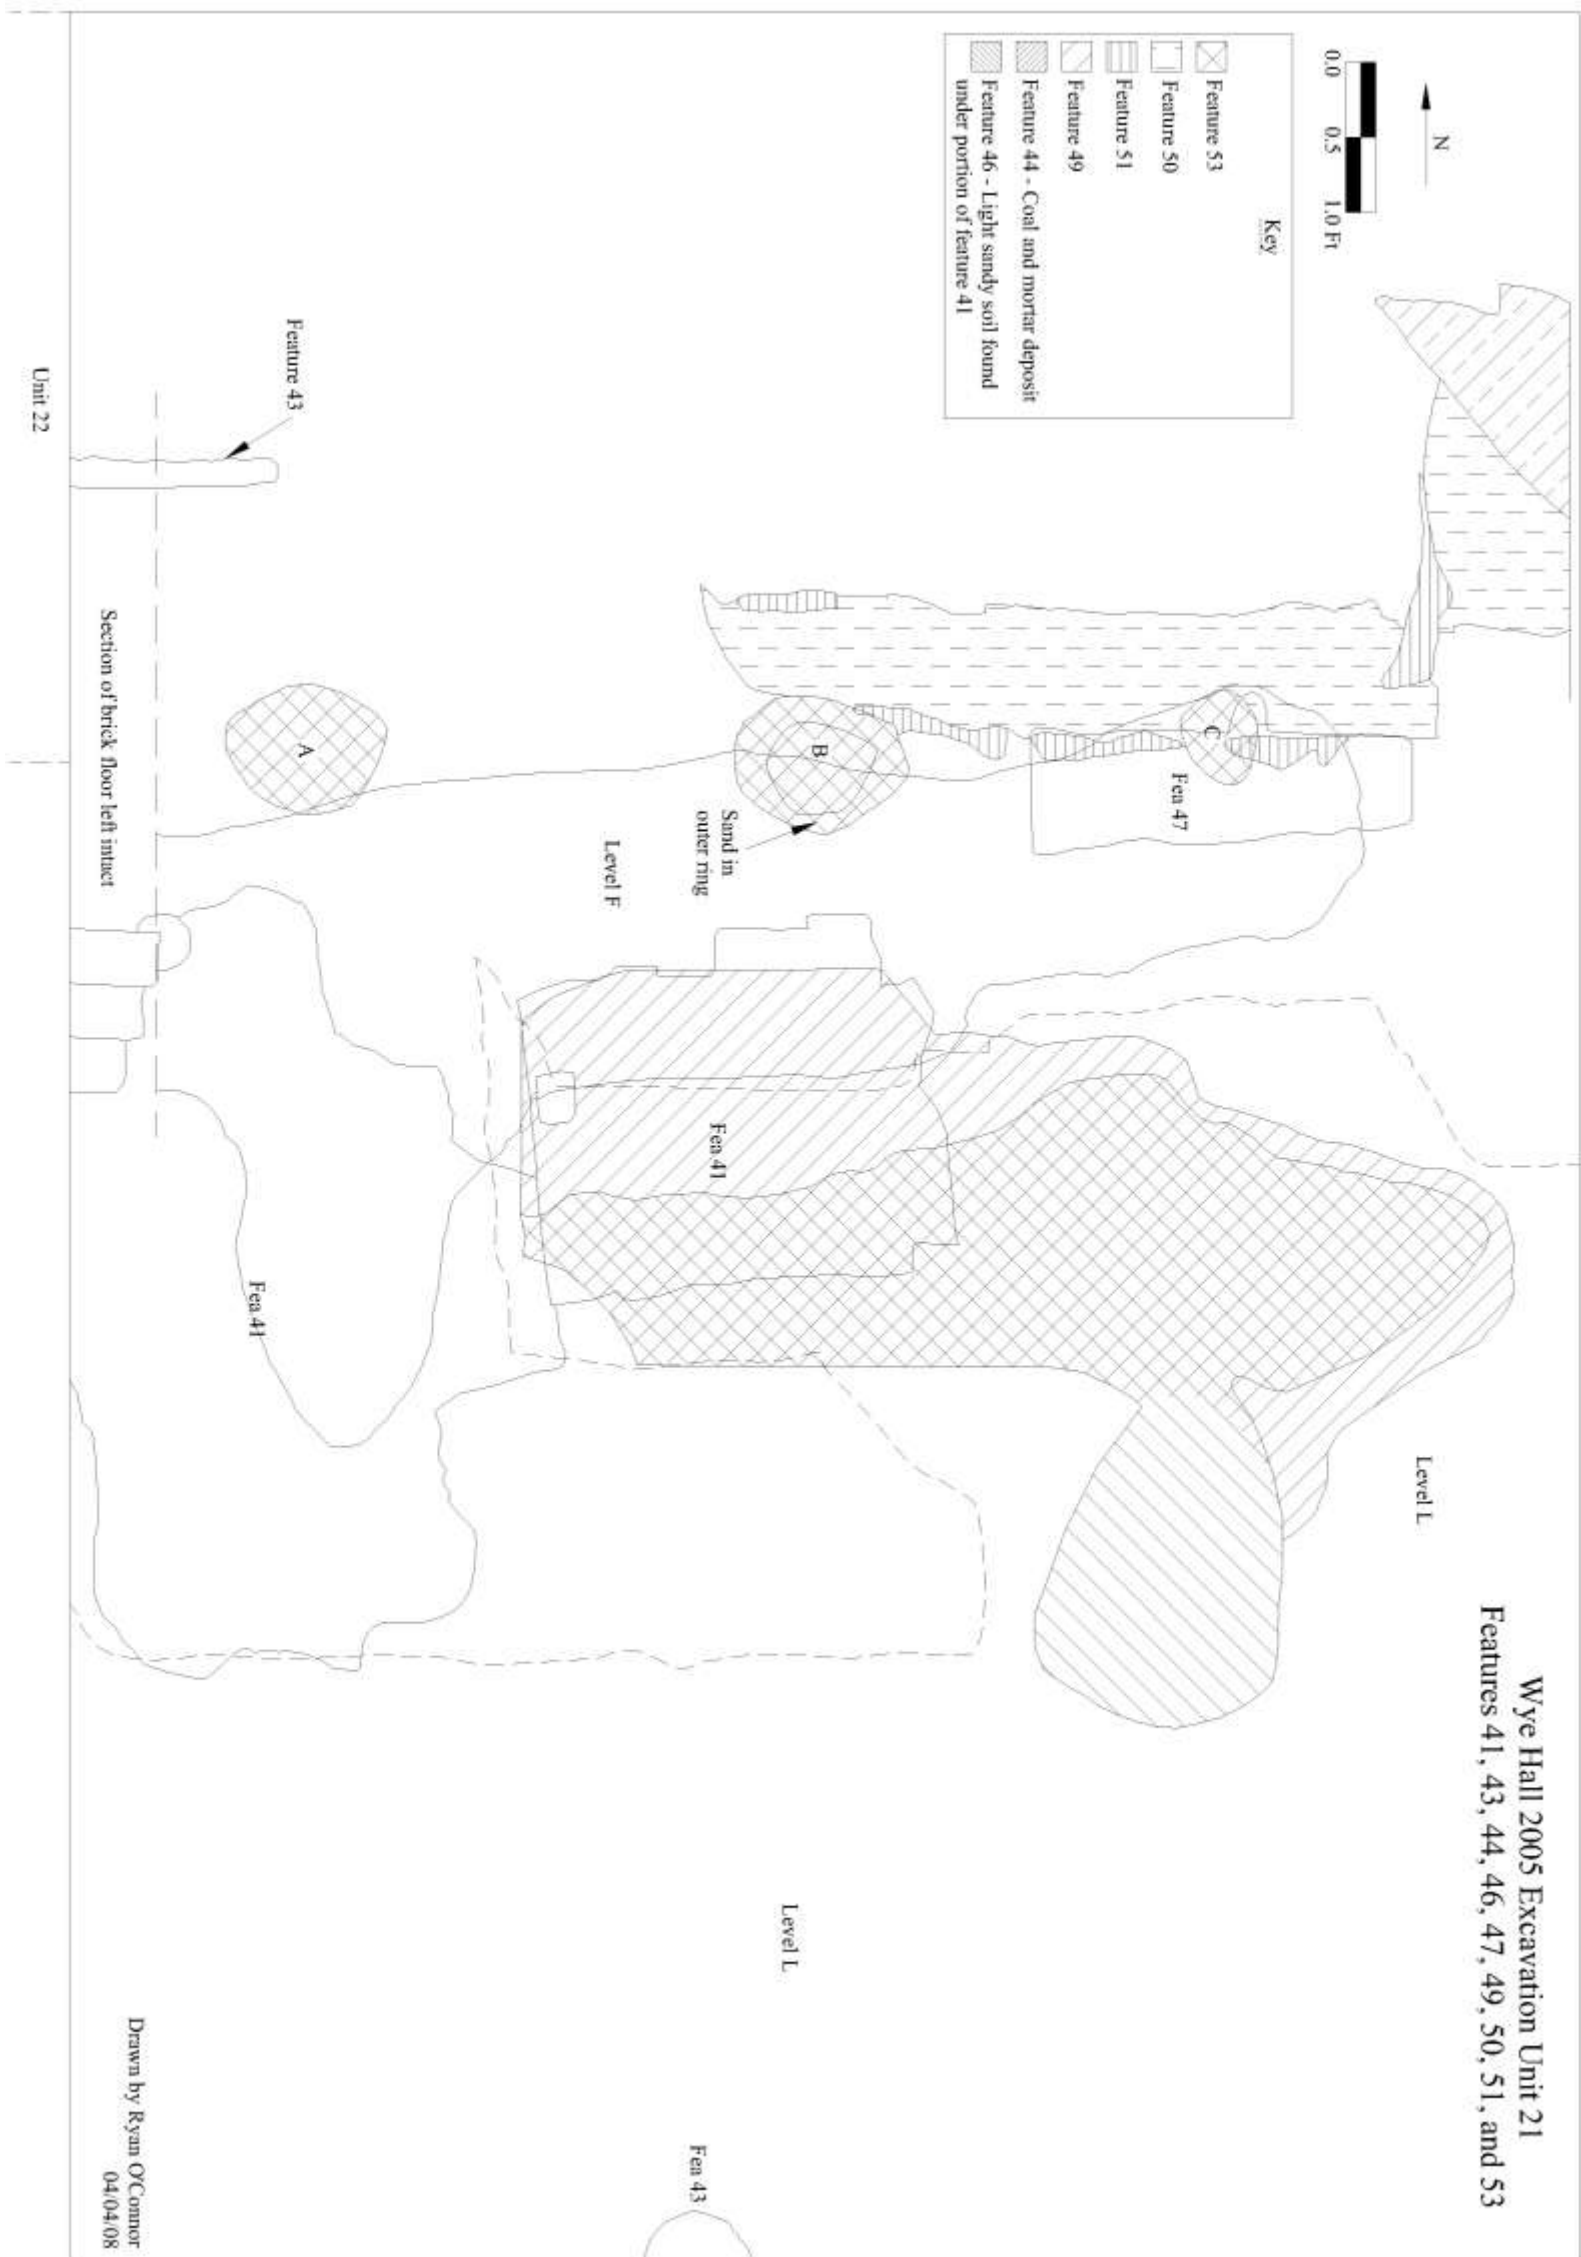 Wye Hall 2005 Excavation Unit 21
Features 41, 43, 44, 46, 47, 49, 50, 51, and 53
N
0.0 0.5 1.0 Ft
Key
Feature 53
Feature 50
Feature 51
Feature 49
Feature 44 - Coal and mortar deposit
Feature 46 - Light sandy soil found
under portion of feature 41
Level L
C
Fea 47
B
Sand in
outer ring
Level F
Fea 41
Level L
Fea 43
A
Fea 41
Feature 43
Section of brick floor left intact
Unit 22
Drawn by Ryan O'Connor
04/04/08